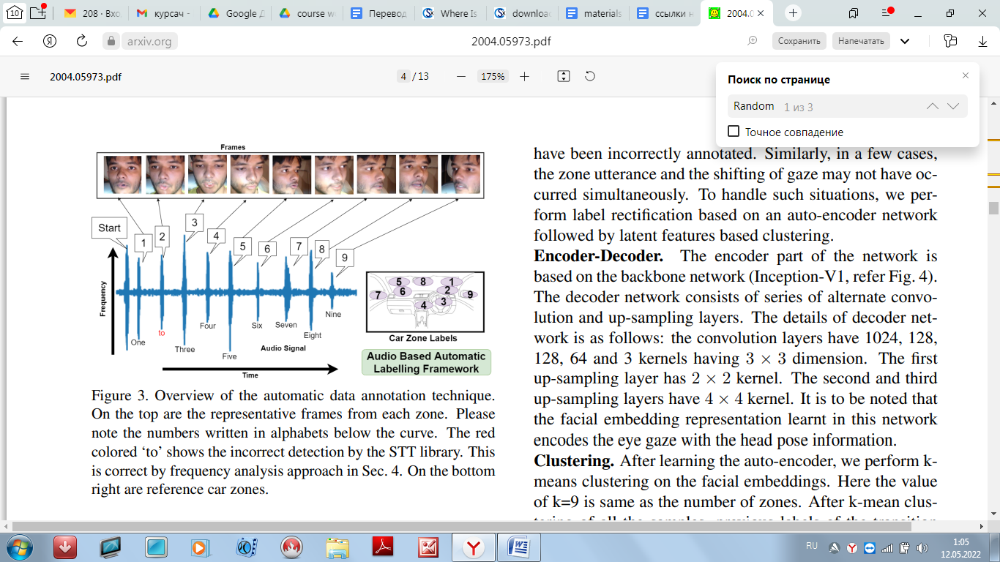 10
208 · Вхо
курсач -
Google Д
course w
Перевод
Where Is
downloac
materials
ссылки н
2004.0
Я
arxiv.org
2004.05973.pdf
Сохранить
Напечатать
2004.05973.pdf
4 / 13
175%
Поиск по странице
Random 1 из 3
Точное совпадение
Frames
Start
1
2
3
4
5
6
7
8
9
Frequency
One
to
Three
Four
Five
Six
Seven
Eight
Nine
Audio Signal
Time
5 8 1
6 2
7 9
4 3
Car Zone Labels
Audio Based Automatic
Labelling Framework
Figure 3. Overview of the automatic data annotation technique.
On the top are the representative frames from each zone. Please
note the numbers written in alphabets below the curve. The red
colored ‘to’ shows the incorrect detection by the STT library. This
is correct by frequency analysis approach in Sec. 4. On the bottom
right are reference car zones.
have been incorrectly annotated. Similarly, in a few cases,
the zone utterance and the shifting of gaze may not have oc-
curred simultaneously. To handle such situations, we per-
form label rectification based on an auto-encoder network
followed by latent features based clustering.
Encoder-Decoder. The encoder part of the network is
based on the backbone network (Inception-V1, refer Fig. 4).
The decoder network consists of series of alternate convo-
lution and up-sampling layers. The details of decoder net-
work is as follows: the convolution layers have 1024, 128,
128, 64 and 3 kernels having 3 × 3 dimension. The first
up-sampling layer has 2 × 2 kernel. The second and third
up-sampling layers have 4 × 4 kernel. It is to be noted that
the facial embedding representation learnt in this network
encodes the eye gaze with the head pose information.
Clustering. After learning the auto-encoder, we perform k-
means clustering on the facial embeddings. Here the value
of k=9 is same as the number of zones. After k-mean clus-
RU
1:05
12.05.2022